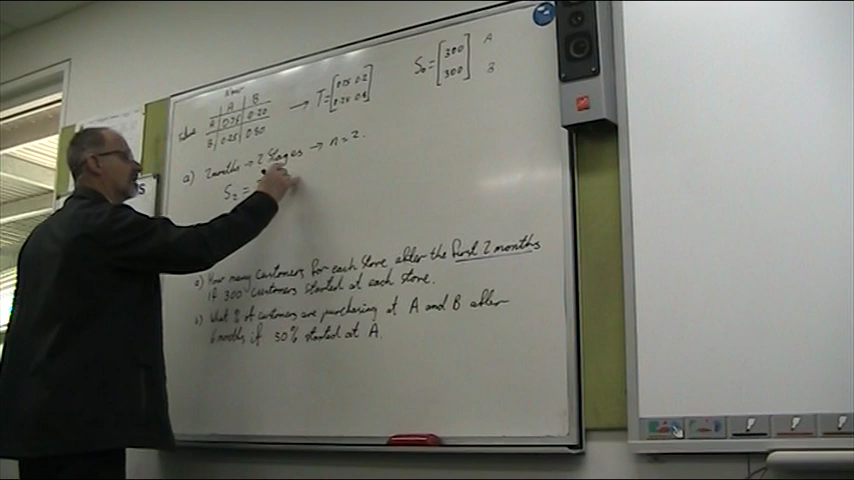 A B
A 0.75 0.20
B 0.25 0.80
→ T = [0.75 0.2
0.25 0.8]
S₀ = [300
300] A
B
a) 2 months → 2 stages → n = 2.
S₂ =
a) How many customers for each store after the first 2 months
if 300 customers started at each store.
b) What % of customers are purchasing at A and B after
6 months if 50% started at A.